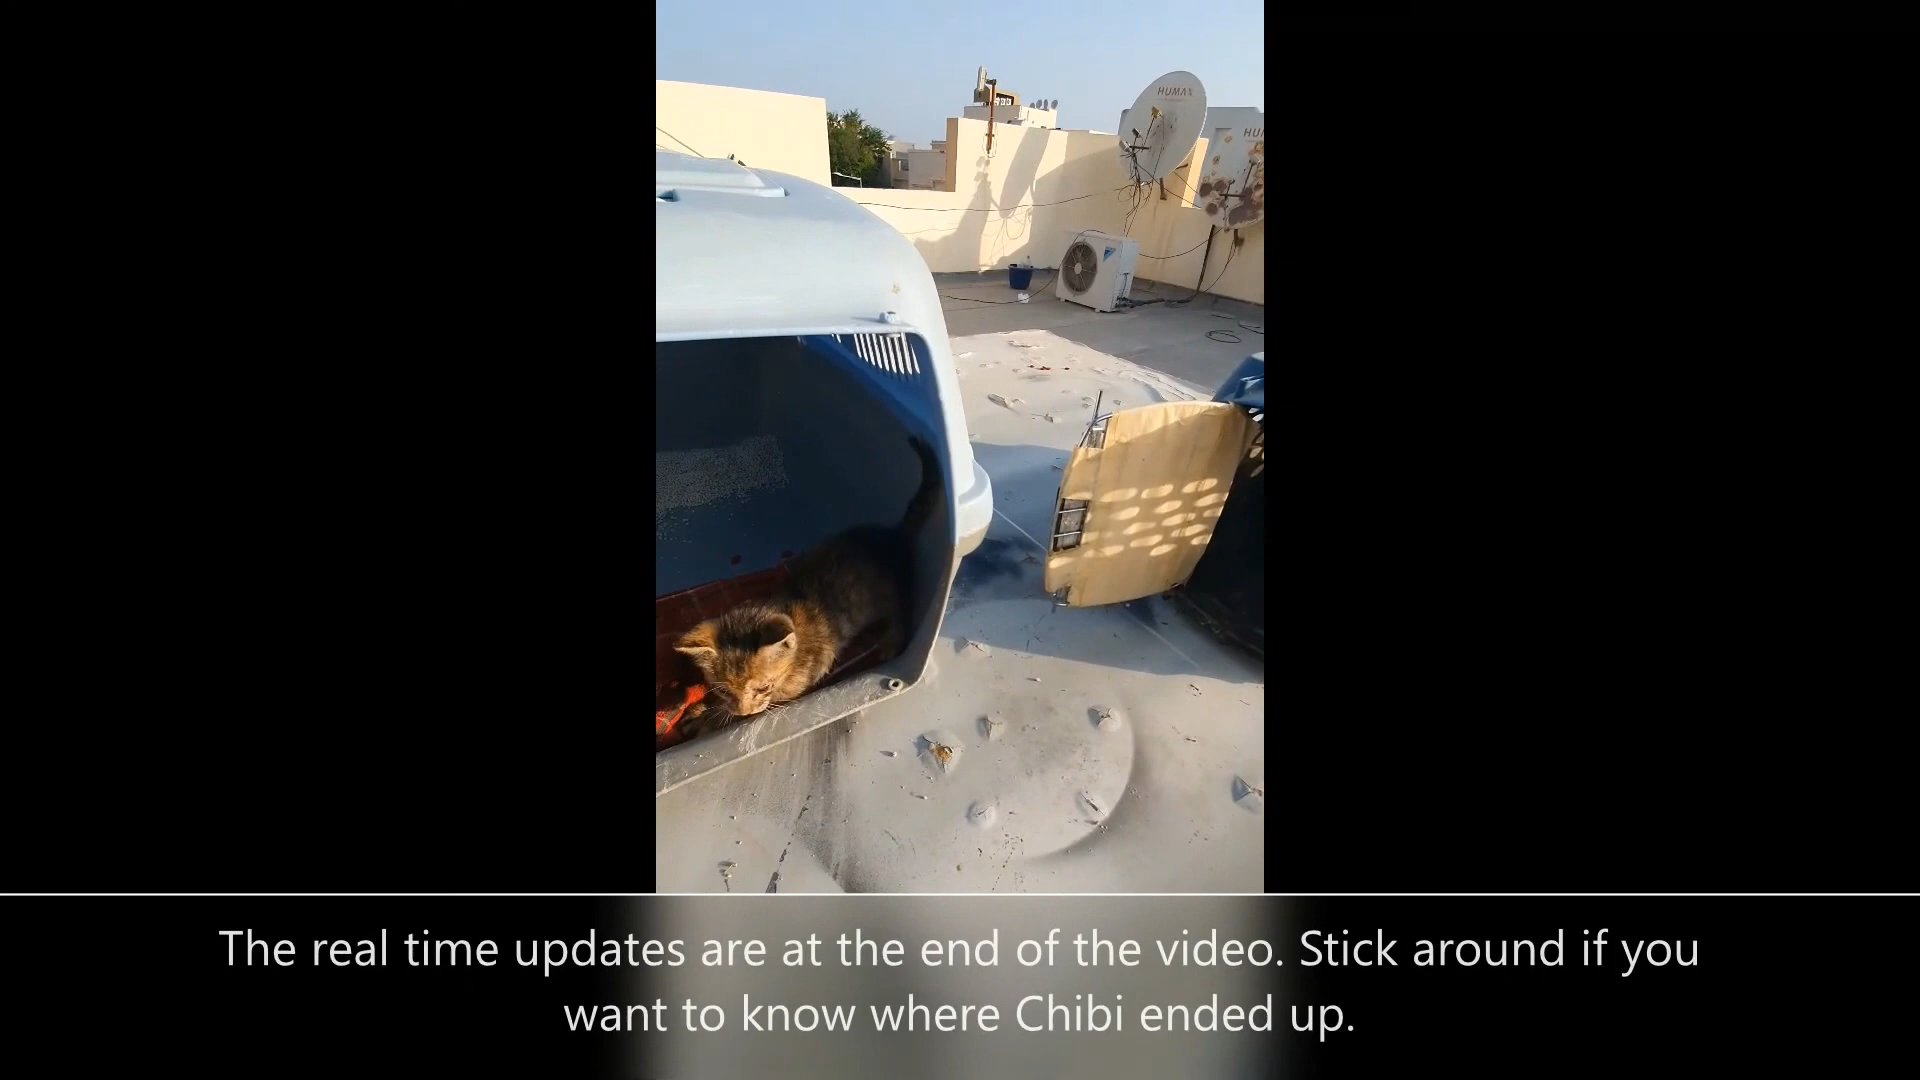 HUMAX
HU
The real time updates are at the end of the video. Stick around if you
want to know where Chibi ended up.